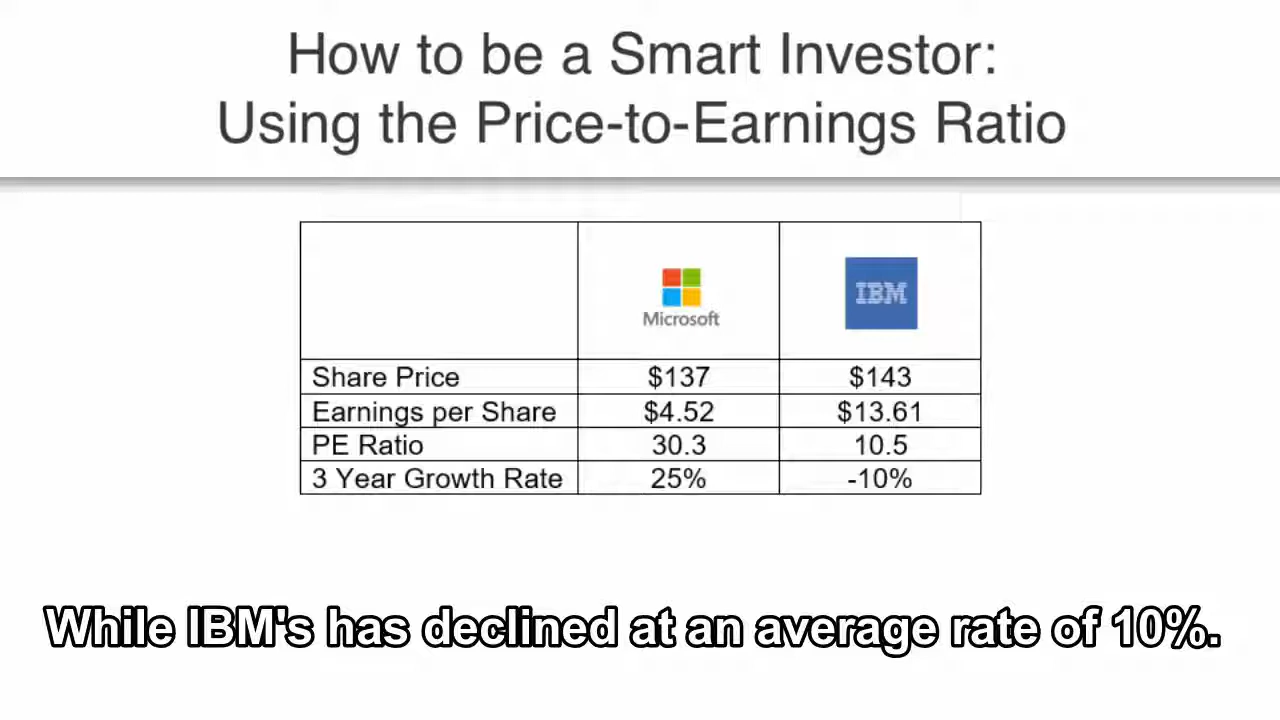 How to be a Smart Investor:
Using the Price-to-Earnings Ratio
Microsoft IBM
Share Price $137 $143
Earnings per Share $4.52 $13.61
PE Ratio 30.3 10.5
3 Year Growth Rate 25% -10%
While IBM's has declined at an average rate of 10%.